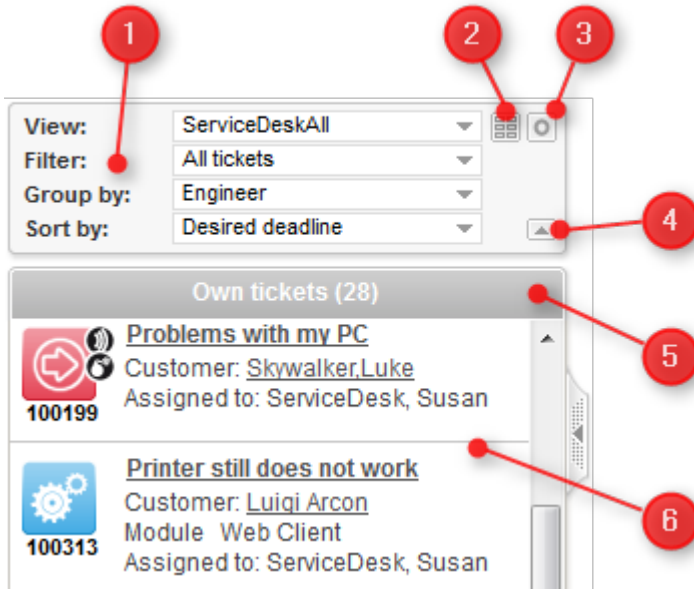 1
2
3
View: ServiceDeskAll
Filter: All tickets
Group by: Engineer
Sort by: Desired deadline
4
Own tickets (28)
5
Problems with my PC
Customer: Skywalker,Luke
Assigned to: ServiceDesk, Susan
100199
6
Printer still does not work
Customer: Luigi Arcon
Module Web Client
Assigned to: ServiceDesk, Susan
100313